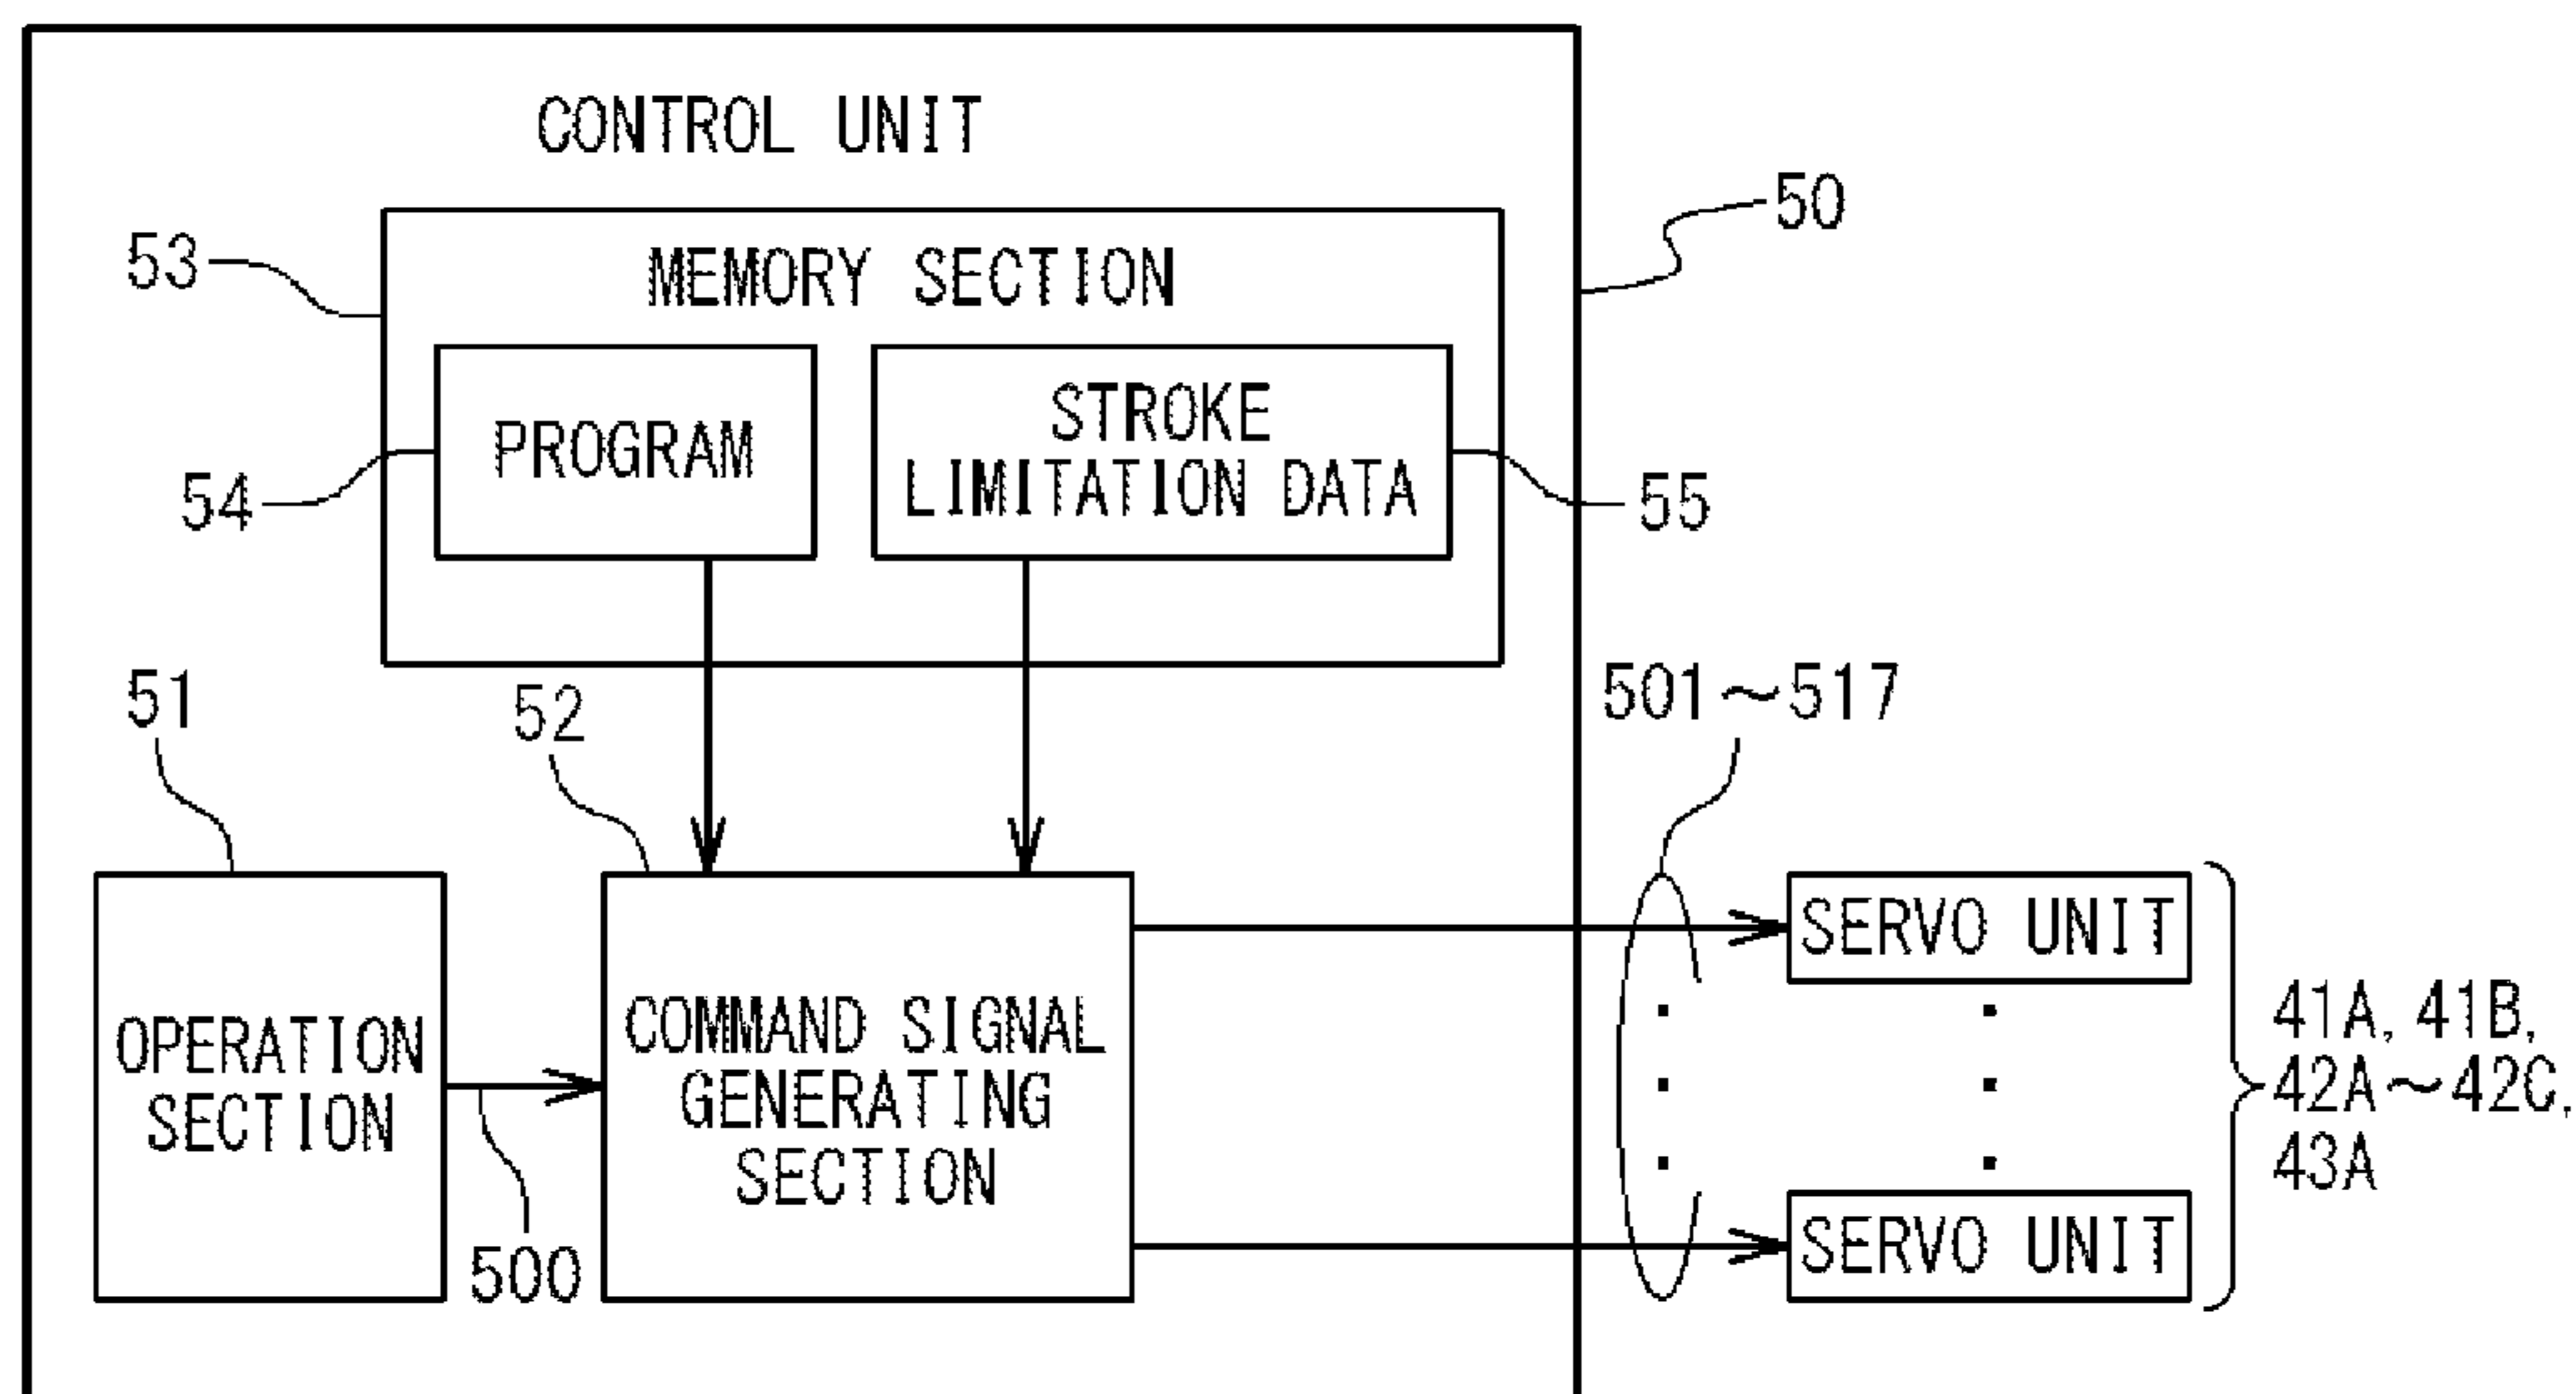 CONTROL UNIT
50
53
MEMORY SECTION
PROGRAM
STROKE
LIMITATION DATA
54
55
51
52
501～517
OPERATION
SECTION
500
COMMAND SIGNAL
GENERATING
SECTION
SERVO UNIT
SERVO UNIT
41A, 41B,
42A～42C,
43A